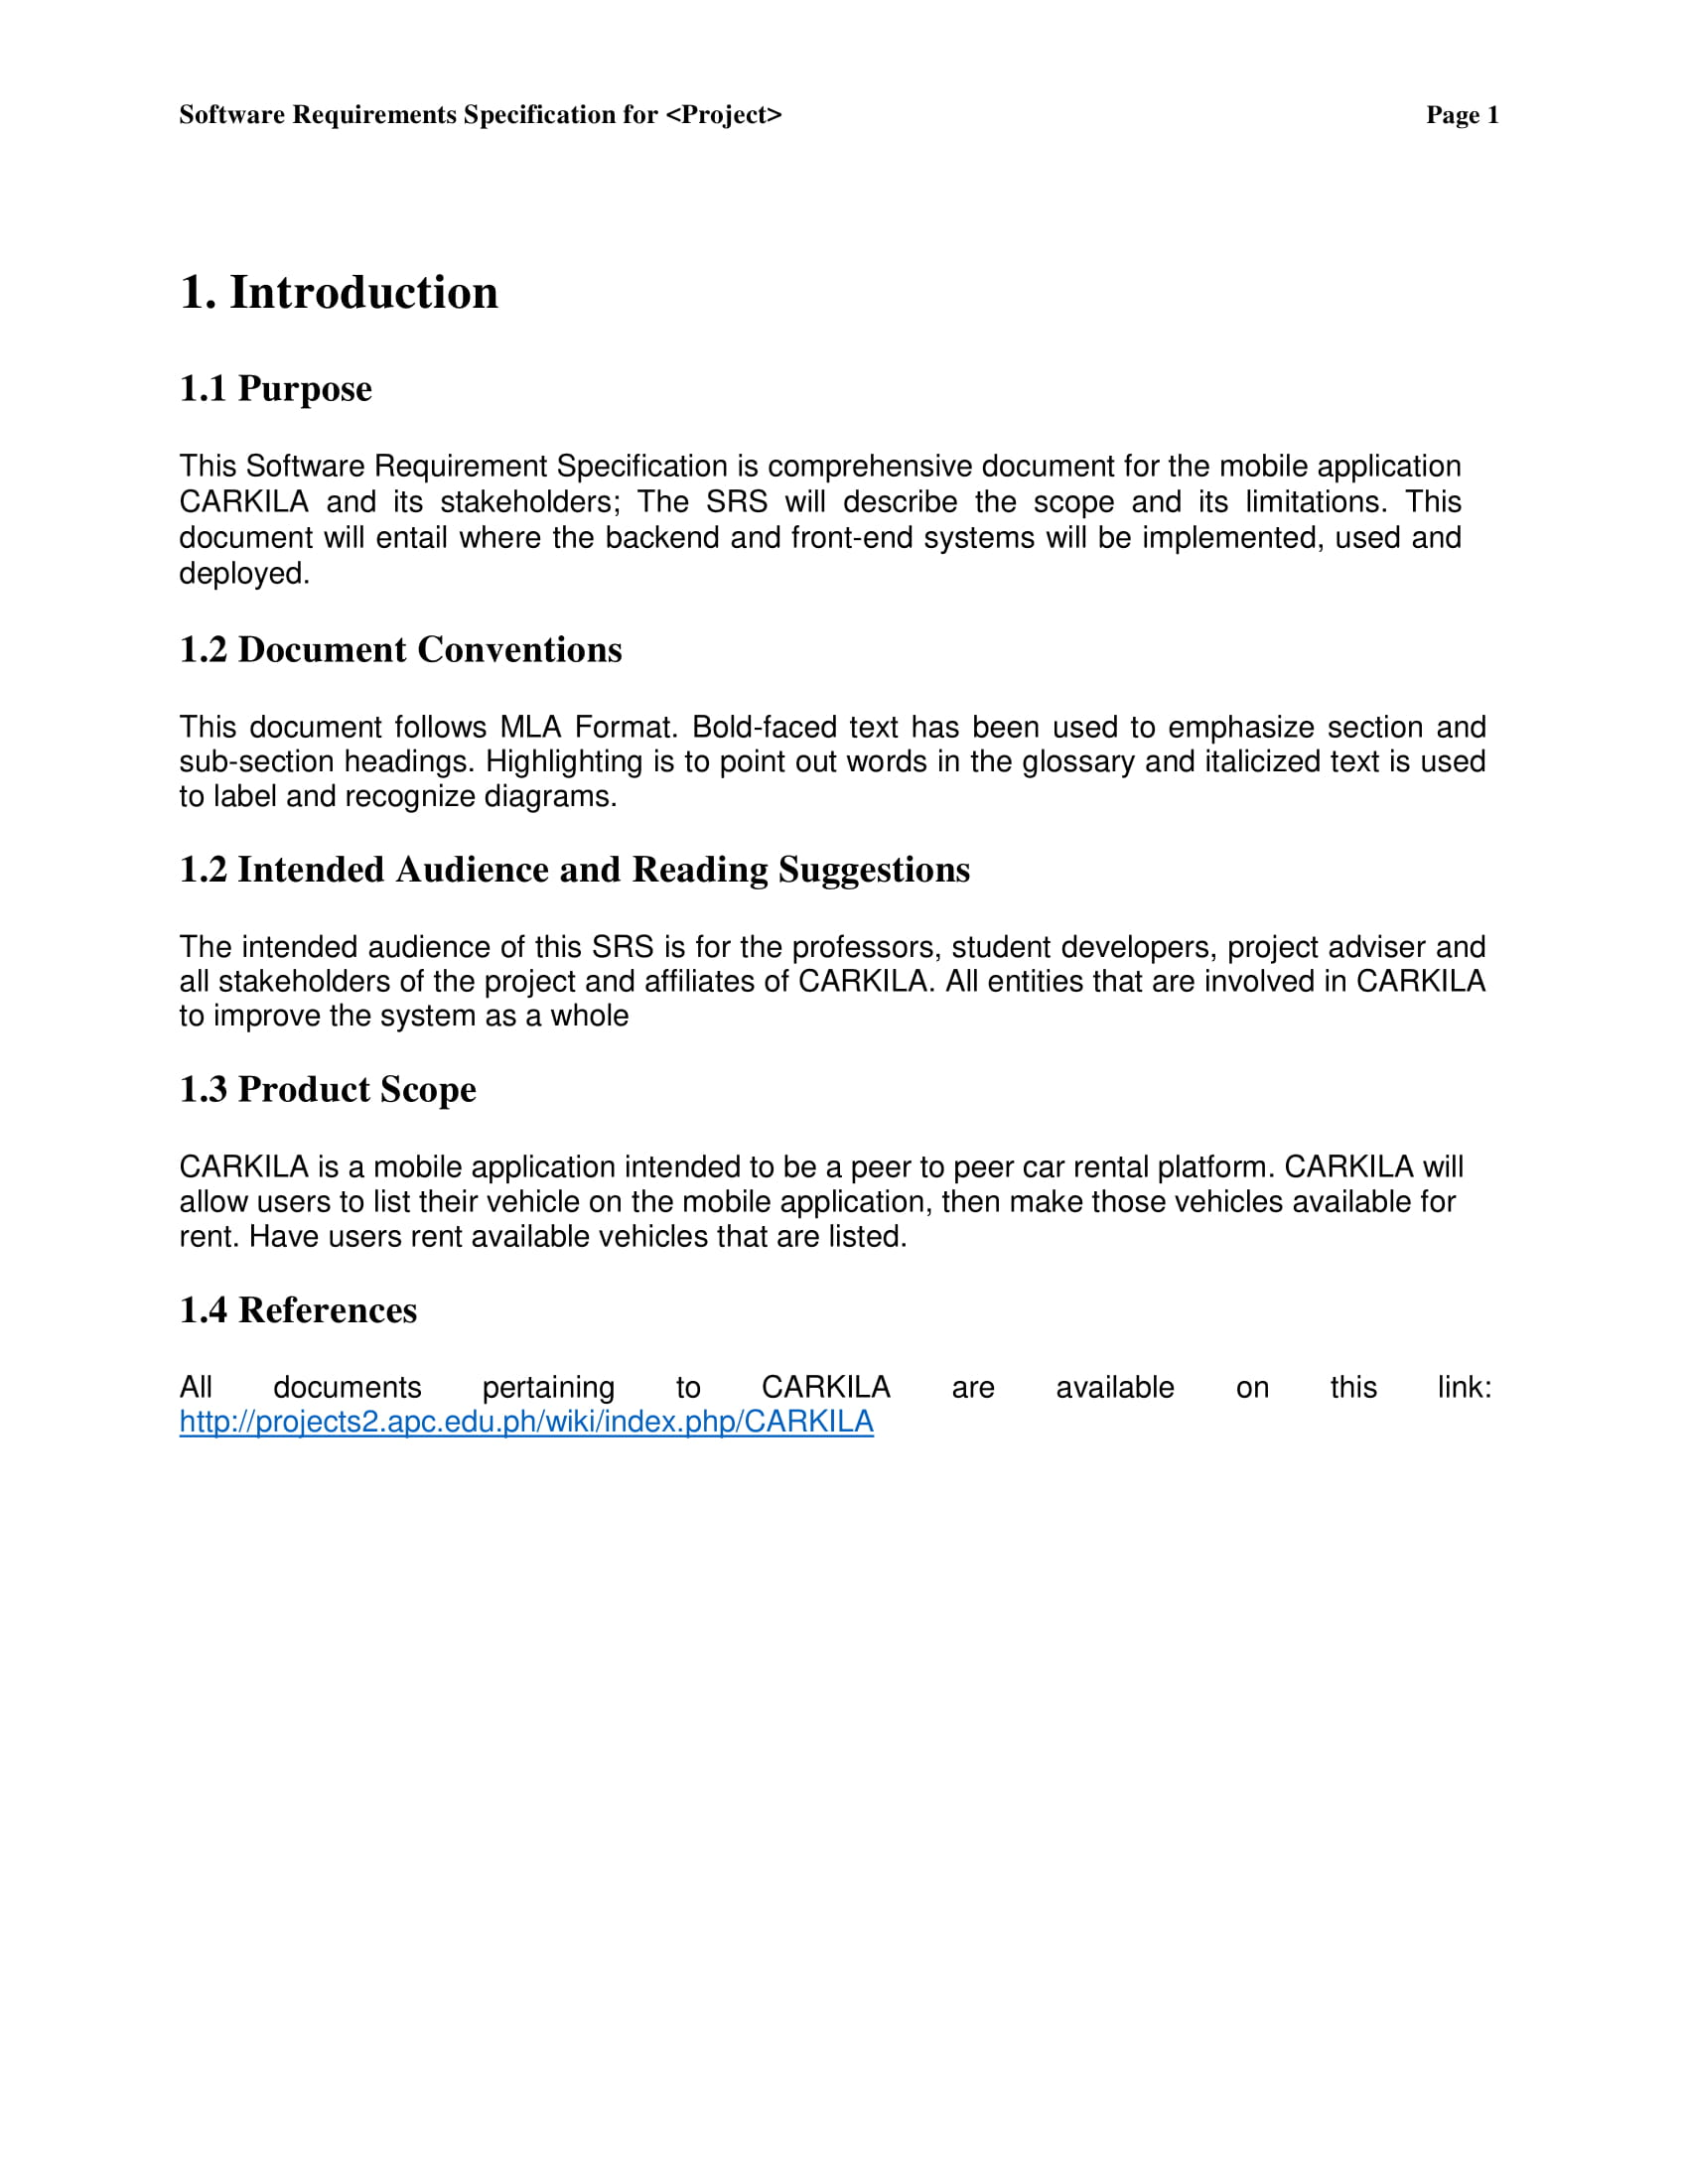 Software Requirements Specification for <Project> Page 1
1. Introduction
1.1 Purpose
This Software Requirement Specification is comprehensive document for the mobile application
CARKILA and its stakeholders; The SRS will describe the scope and its limitations. This
document will entail where the backend and front-end systems will be implemented, used and
deployed.
1.2 Document Conventions
This document follows MLA Format. Bold-faced text has been used to emphasize section and
sub-section headings. Highlighting is to point out words in the glossary and italicized text is used
to label and recognize diagrams.
1.2 Intended Audience and Reading Suggestions
The intended audience of this SRS is for the professors, student developers, project adviser and
all stakeholders of the project and affiliates of CARKILA. All entities that are involved in CARKILA
to improve the system as a whole
1.3 Product Scope
CARKILA is a mobile application intended to be a peer to peer car rental platform. CARKILA will
allow users to list their vehicle on the mobile application, then make those vehicles available for
rent. Have users rent available vehicles that are listed.
1.4 References
All documents pertaining to CARKILA are available on this link:
http://projects2.apc.edu.ph/wiki/index.php/CARKILA